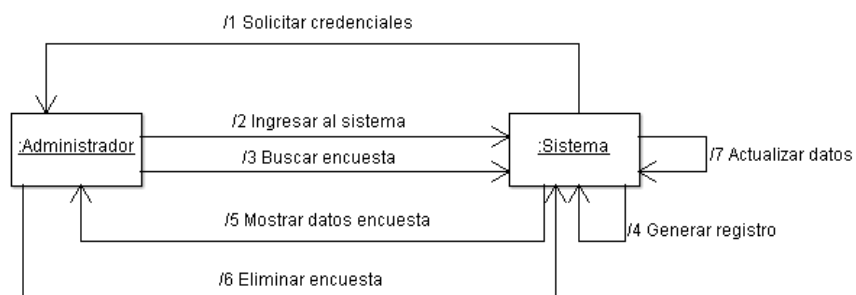 /1 Solicitar credenciales
:Administrador
/2 Ingresar al sistema
/3 Buscar encuesta
:Sistema
/7 Actualizar datos
/5 Mostrar datos encuesta
/4 Generar registro
/6 Eliminar encuesta